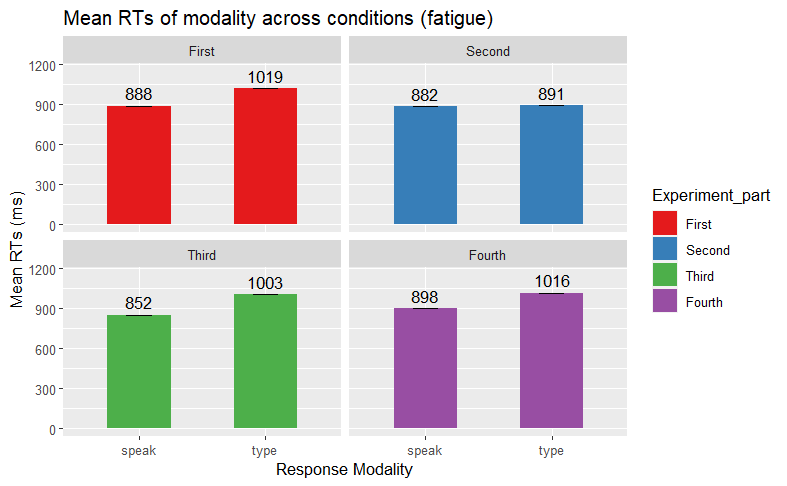 Mean RTs of modality across conditions (fatigue)
First
Second
1200
900
600
300
0
888
1019
882
891
Third
Fourth
1200
900
600
300
0
852
1003
898
1016
speak
type
speak
type
Mean RTs (ms)
Response Modality
Experiment_part
First
Second
Third
Fourth